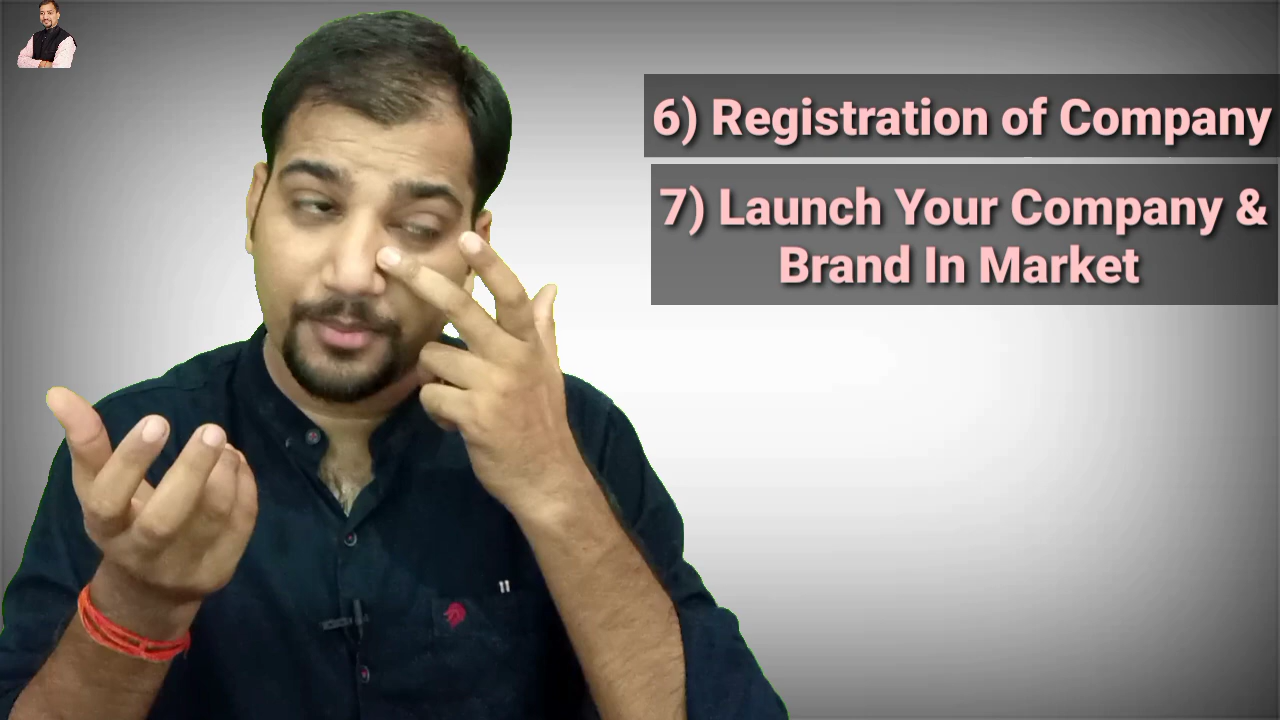 6) Registration of Company
7) Launch Your Company &
Brand In Market